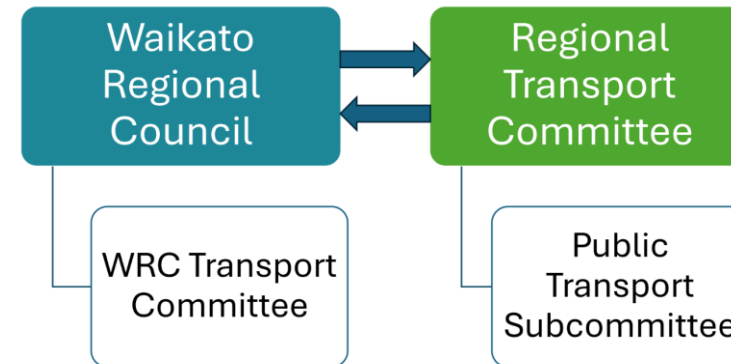 Waikato
Regional
Council
Regional
Transport
Committee
WRC Transport
Committee
Public
Transport
Subcommittee